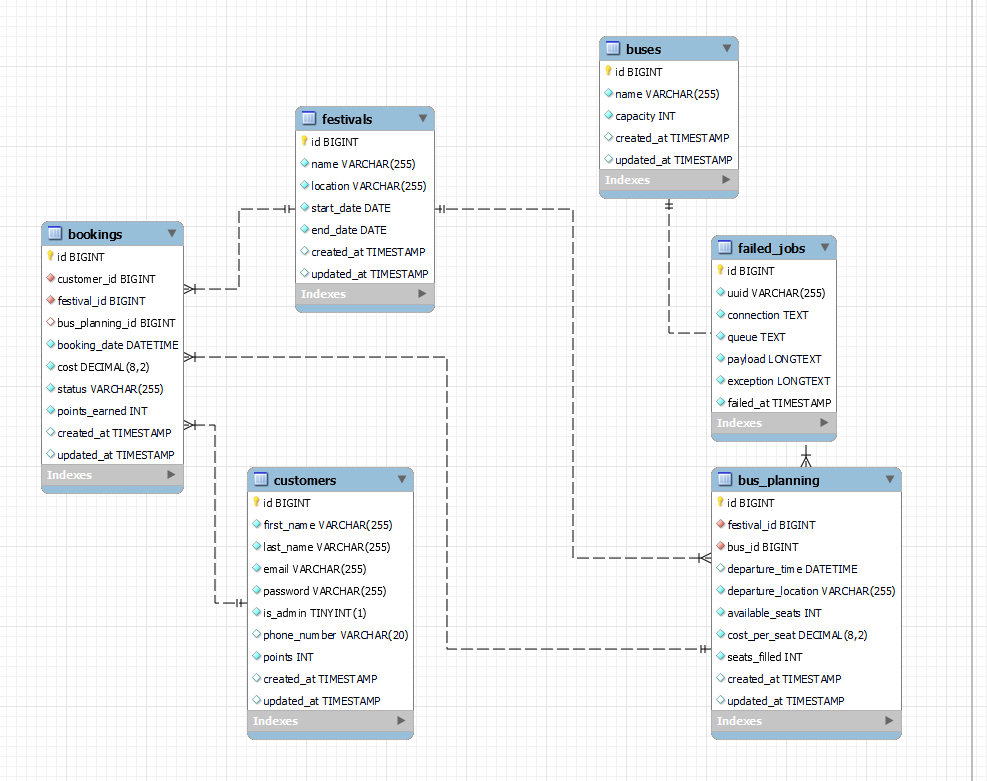 buses
id BIGINT
name VARCHAR(255)
capacity INT
created_at TIMESTAMP
updated_at TIMESTAMP
Indexes
festivals
id BIGINT
name VARCHAR(255)
location VARCHAR(255)
start_date DATE
end_date DATE
created_at TIMESTAMP
updated_at TIMESTAMP
Indexes
bookings
id BIGINT
customer_id BIGINT
festival_id BIGINT
bus_planning_id BIGINT
booking_date DATETIME
cost DECIMAL(8,2)
status VARCHAR(255)
points_earned INT
created_at TIMESTAMP
updated_at TIMESTAMP
Indexes
failed_jobs
id BIGINT
uuid VARCHAR(255)
connection TEXT
queue TEXT
payload LONGTEXT
exception LONGTEXT
failed_at TIMESTAMP
Indexes
customers
id BIGINT
first_name VARCHAR(255)
last_name VARCHAR(255)
email VARCHAR(255)
password VARCHAR(255)
is_admin TINYINT(1)
phone_number VARCHAR(20)
points INT
created_at TIMESTAMP
updated_at TIMESTAMP
Indexes
bus_planning
id BIGINT
festival_id BIGINT
bus_id BIGINT
departure_time DATETIME
departure_location VARCHAR(255)
available_seats INT
cost_per_seat DECIMAL(8,2)
seats_filled INT
created_at TIMESTAMP
updated_at TIMESTAMP
Indexes